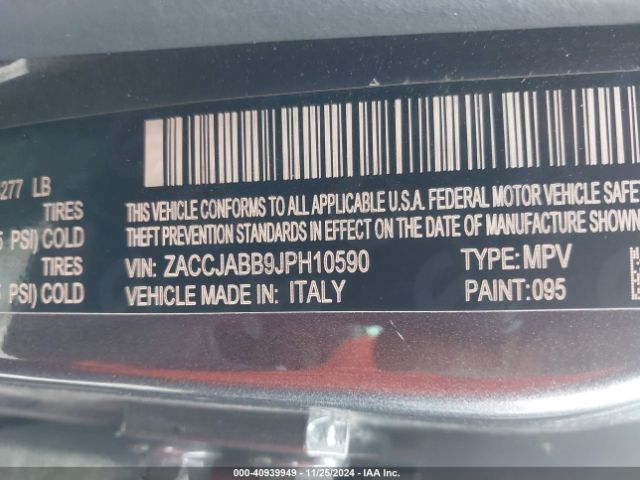 277 LB
TIRES
PSI) COLD
TIRES
PSI) COLD
THIS VEHICLE CONFORMS TO ALL APPLICABLE U.S.A. FEDERAL MOTOR VEHICLE SAFE
THEFT PREVENTION STANDARDS IN EFFECT ON THE DATE OF MANUFACTURE SHOWN
VIN: ZACCJABB9JPH10590 TYPE: MPV
VEHICLE MADE IN: ITALY PAINT:095
000-40939949 - 11/25/2024 - IAA Inc.